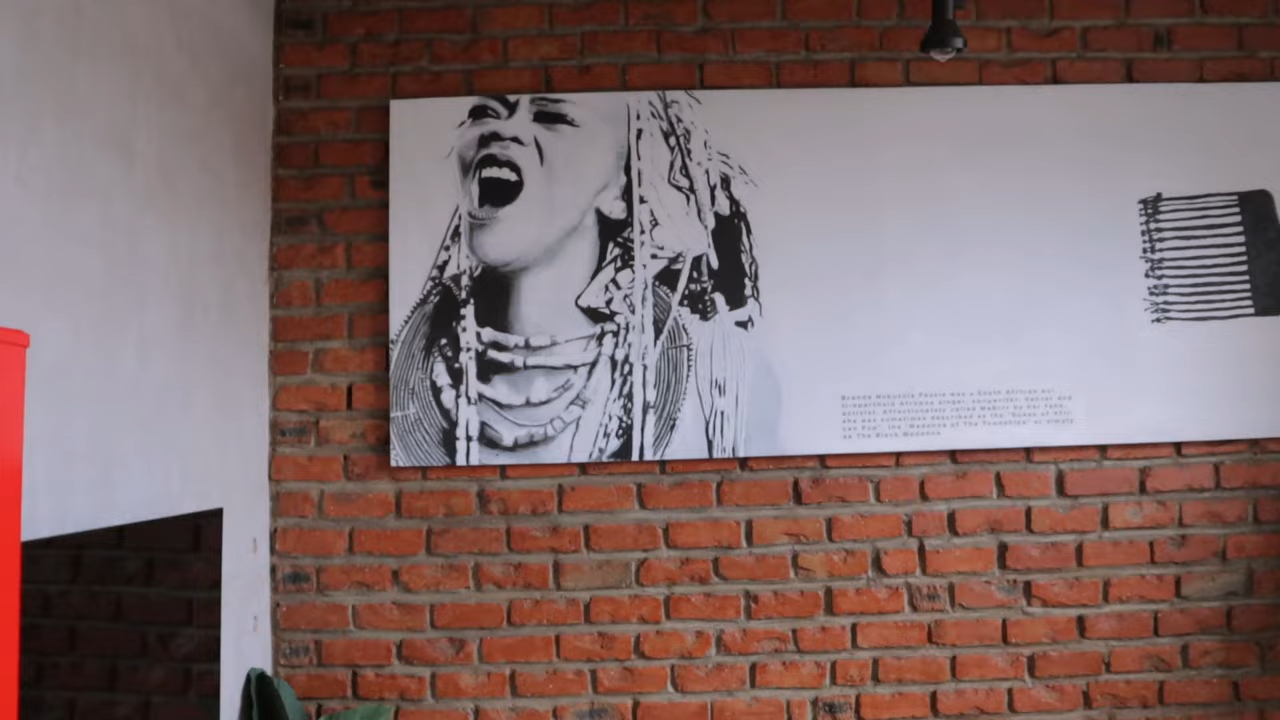 Brenda Nokuzola Fassie was a South African ant
i-apartheid Afropop singer, songwriter, dancer and
activist. Affectionately called MaBrrr by her fans,
she was sometimes described as the "Queen of Afri-
can Pop", the "Madonna of The Townships" or simply
as The Black Madonna